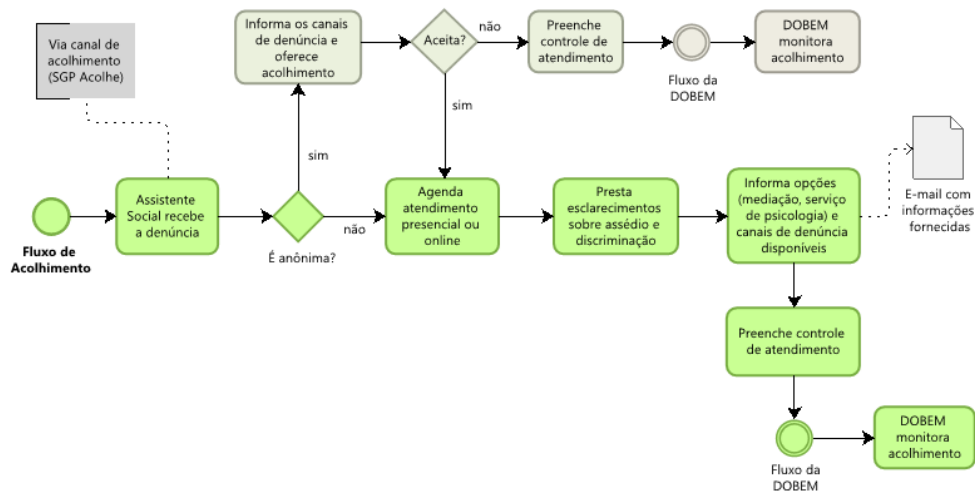 Via canal de
acolhimento
(SGP Acolhe)
Informa os canais
de denúncia e
oferece
acolhimento
Aceita?
não
Preenche
controle de
atendimento
Fluxo da
DOBEM
DOBEM
monitora
acolhimento
sim
sim
Fluxo de
Acolhimento
Assistente
Social recebe
a denúncia
É anônima?
não
Agenda
atendimento
presencial ou
online
Presta
esclarecimentos
sobre assédio e
discriminação
Informa opções
(mediação, serviço
de psicologia) e
canais de denúncia
disponíveis
E-mail com
informações
fornecidas
Preenche controle
de atendimento
Fluxo da
DOBEM
DOBEM
monitora
acolhimento